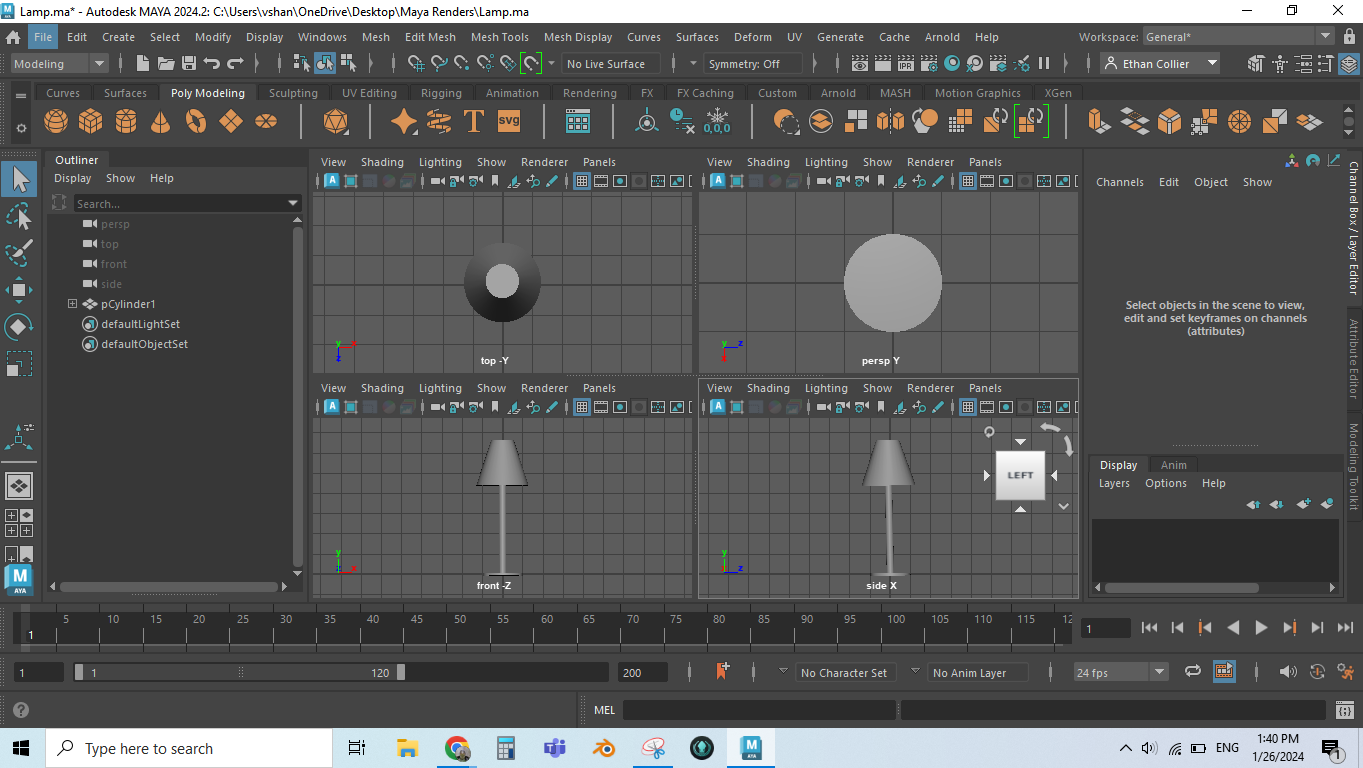 Lamp.ma* - Autodesk MAYA 2024.2: C:\Users\vshan\OneDrive\Desktop\Maya Renders\Lamp.ma
File Edit Create Select Modify Display Windows Mesh Edit Mesh Mesh Tools Mesh Display Curves Surfaces Deform UV Generate Cache Arnold Help Workspace: General*
Modeling No Live Surface Symmetry: Off IPR Ethan Collier
Curves Surfaces Poly Modeling Sculpting UV Editing Rigging Animation Rendering FX FX Caching Custom Arnold MASH Motion Graphics XGen
T svg 0,0,0
Outliner
Display Show Help
Search...
persp
top
front
side
pCylinder1
defaultLightSet
defaultObjectSet
View Shading Lighting Show Renderer Panels
A
y x z
top -Y
View Shading Lighting Show Renderer Panels
A
y z
persp Y
View Shading Lighting Show Renderer Panels
A
y x
front -Z
View Shading Lighting Show Renderer Panels
A
LEFT
y z
side X
Channels Edit Object Show
Select objects in the scene to view,
edit and set keyframes on channels
(attributes)
Display Anim
Layers Options Help
Channel Box / Layer Editor
Attribute Editor
Modeling Toolkit
AYA
5 10 15 20 25 30 35 40 45 50 55 60 65 70 75 80 85 90 95 100 105 110 115 12
1 1
1 1 120 200 No Character Set No Anim Layer 24 fps
MEL
Type here to search
A
AYA
ENG
1:40 PM
1/26/2024
1